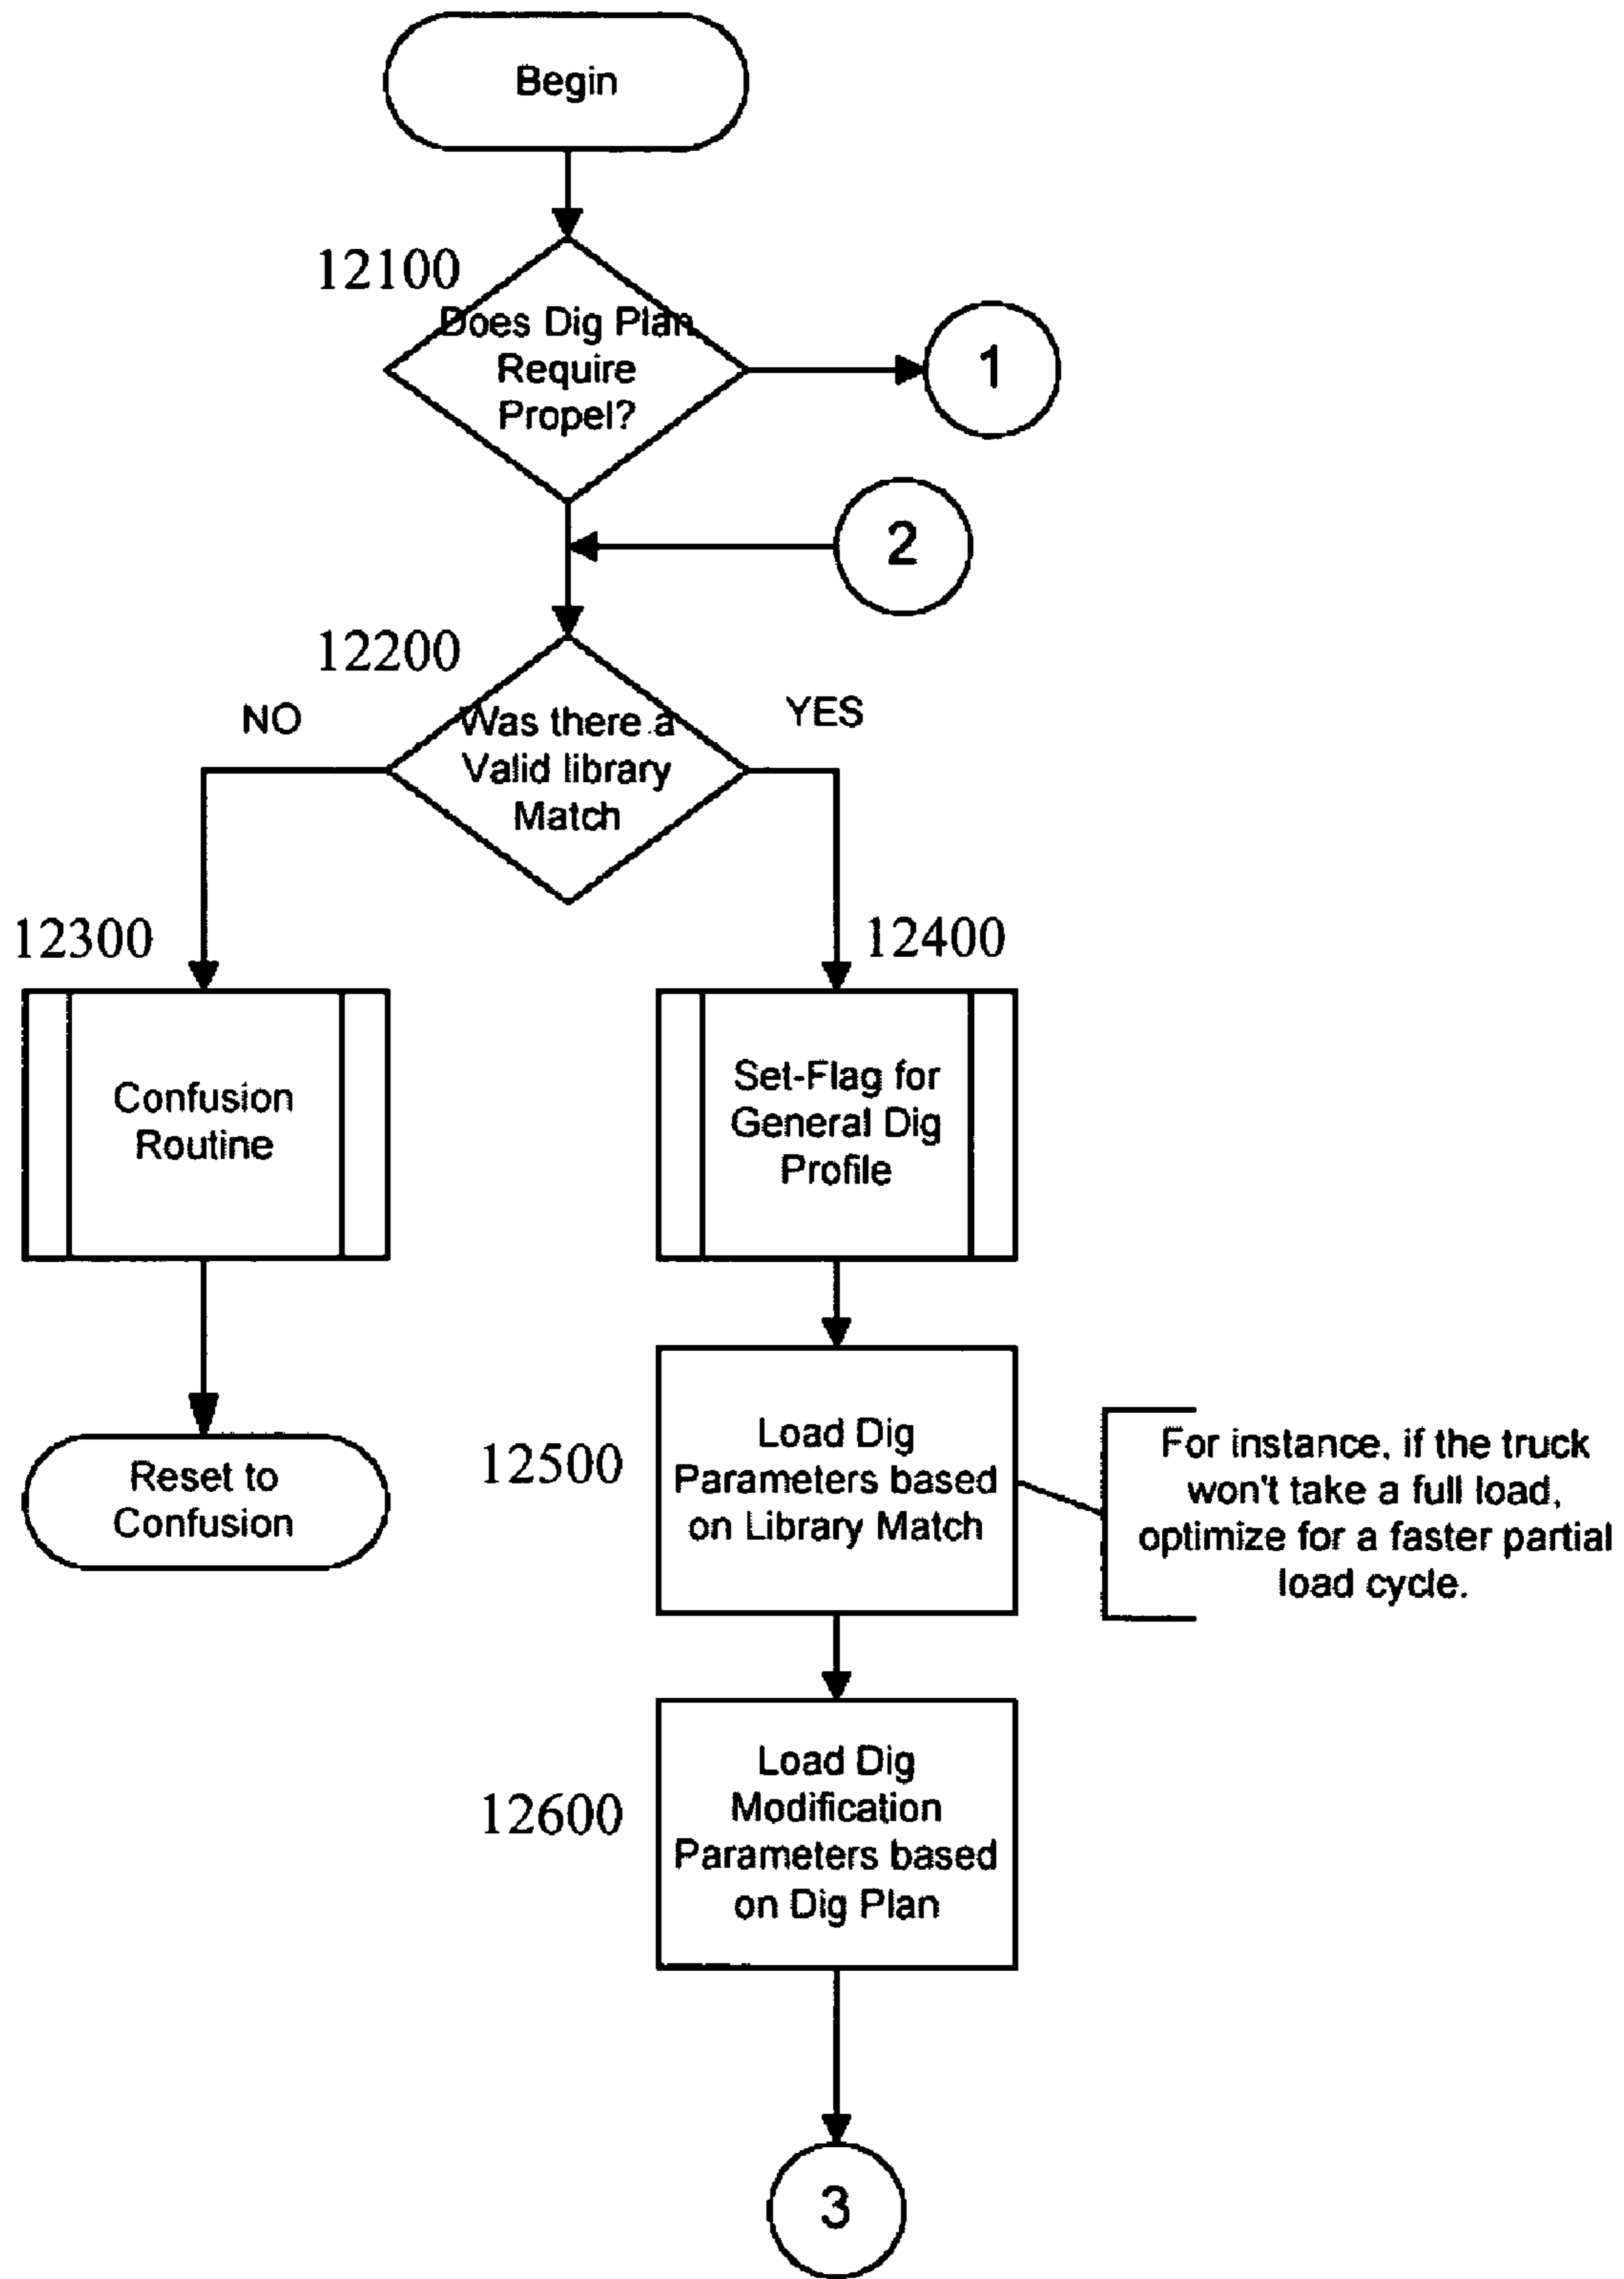 Begin
12100
Does Dig Plan
Require
Propel?
1
2
12200
NO
YES
Was there a
Valid library
Match
12300
12400
Confusion
Routine
Set-Flag for
General Dig
Profile
Reset to
Confusion
12500
Load Dig
Parameters based
on Library Match
For instance, if the truck
won't take a full load,
optimize for a faster partial
load cycle.
12600
Load Dig
Modification
Parameters based
on Dig Plan
3